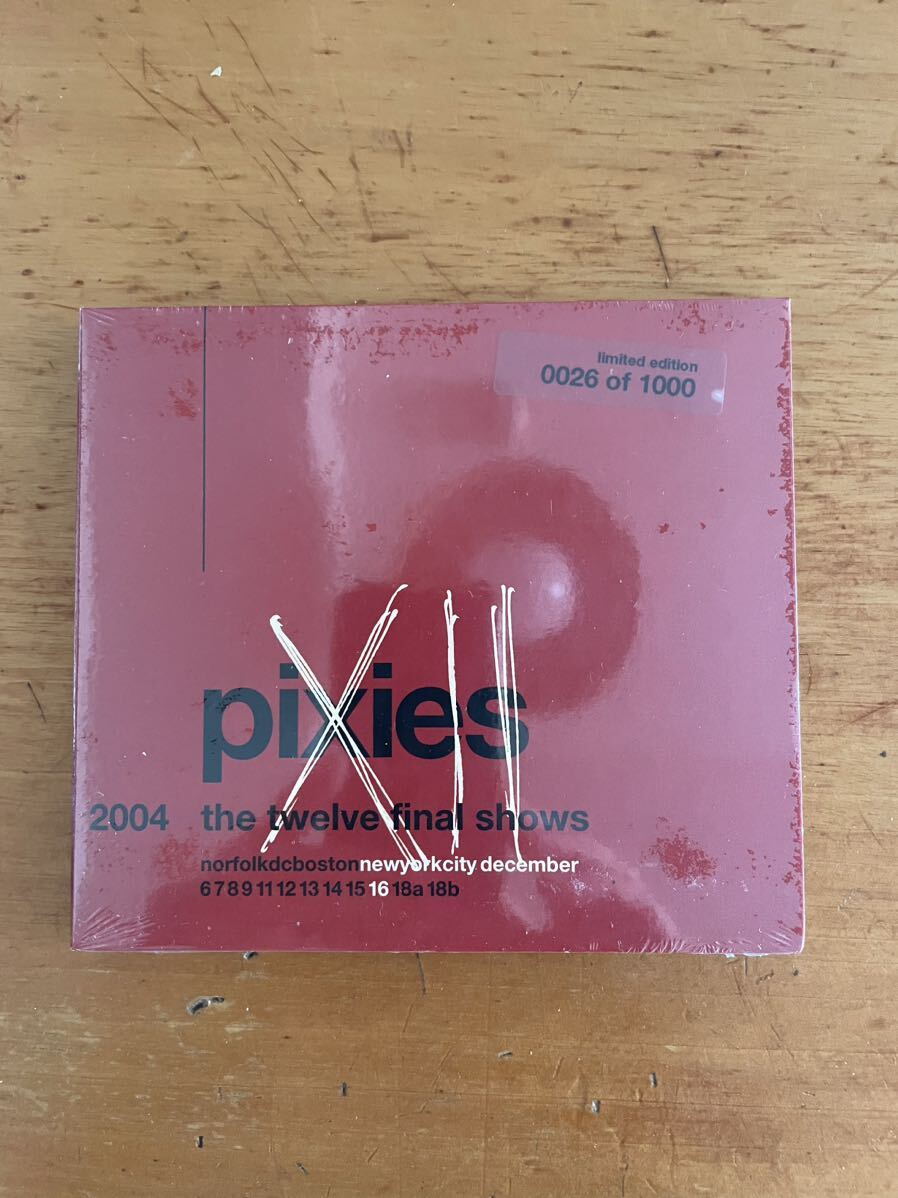 limited edition
0026 of 1000
pixies
XII
2004 the twelve final shows
norfolkdcbostonnewyorkcity december
6 7 8 9 11 12 13 14 15 16 18a 18b